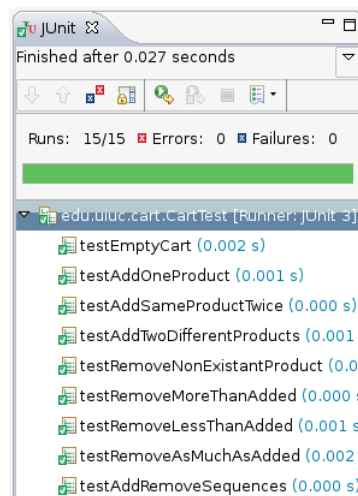 JUnit
Finished after 0.027 seconds
Runs: 15/15 Errors: 0 Failures: 0
edu.uiuc.cart.CartTest [Runner: JUnit 3]
testEmptyCart (0.002 s)
testAddOneProduct (0.001 s)
testAddSameProductTwice (0.000 s)
testAddTwoDifferentProducts (0.001
testRemoveNonExistantProduct (0.0
testRemoveMoreThanAdded (0.000 s
testRemoveLessThanAdded (0.001 s
testRemoveAsMuchAsAdded (0.002
testAddRemoveSequences (0.000 s)